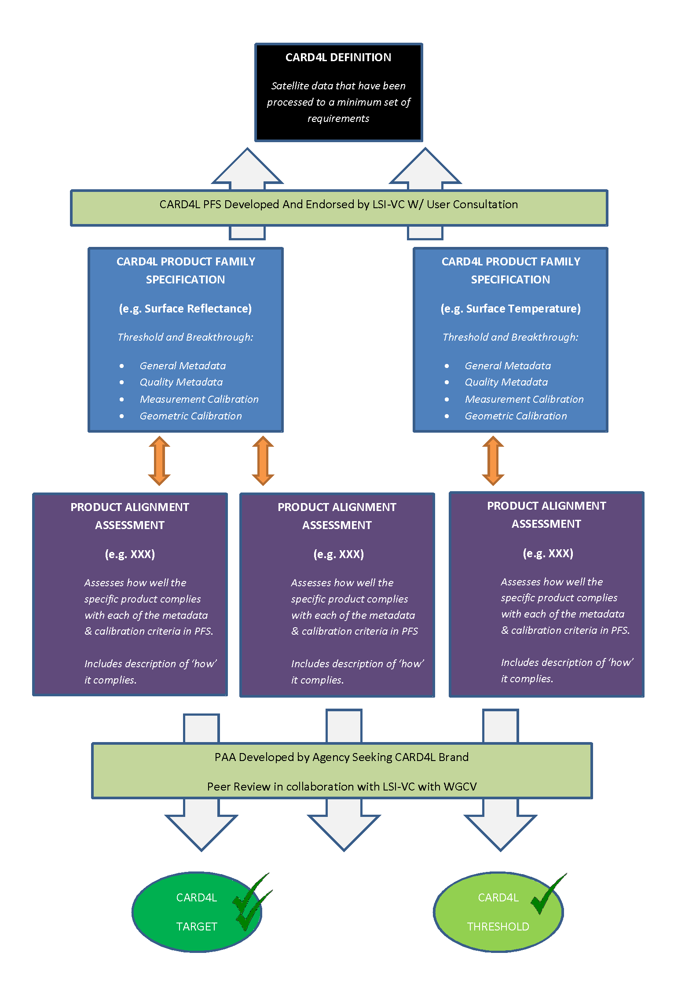 CARD4L DEFINITION
Satellite data that have been
processed to a minimum set of
requirements
CARD4L PFS Developed And Endorsed by LSI-VC W/ User Consultation
CARD4L PRODUCT FAMILY
SPECIFICATION
(e.g. Surface Reflectance)
Threshold and Breakthrough:
• General Metadata
• Quality Metadata
• Measurement Calibration
• Geometric Calibration
CARD4L PRODUCT FAMILY
SPECIFICATION
(e.g. Surface Temperature)
Threshold and Breakthrough:
• General Metadata
• Quality Metadata
• Measurement Calibration
• Geometric Calibration
PRODUCT ALIGNMENT
ASSESSMENT
(e.g. XXX)
Assesses how well the
specific product complies
with each of the metadata
& calibration criteria in PFS.
Includes description of ‘how’
it complies.
PRODUCT ALIGNMENT
ASSESSMENT
(e.g. XXX)
Assesses how well the
specific product complies
with each of the metadata
& calibration criteria in PFS
Includes description of ‘how’
it complies.
PRODUCT ALIGNMENT
ASSESSMENT
(e.g. XXX)
Assesses how well the
specific product complies
with each of the metadata
& calibration criteria in PFS.
Includes description of ‘how’
it complies.
PAA Developed by Agency Seeking CARD4L Brand
Peer Review in collaboration with LSI-VC with WGCV
CARD4L
TARGET
CARD4L
THRESHOLD